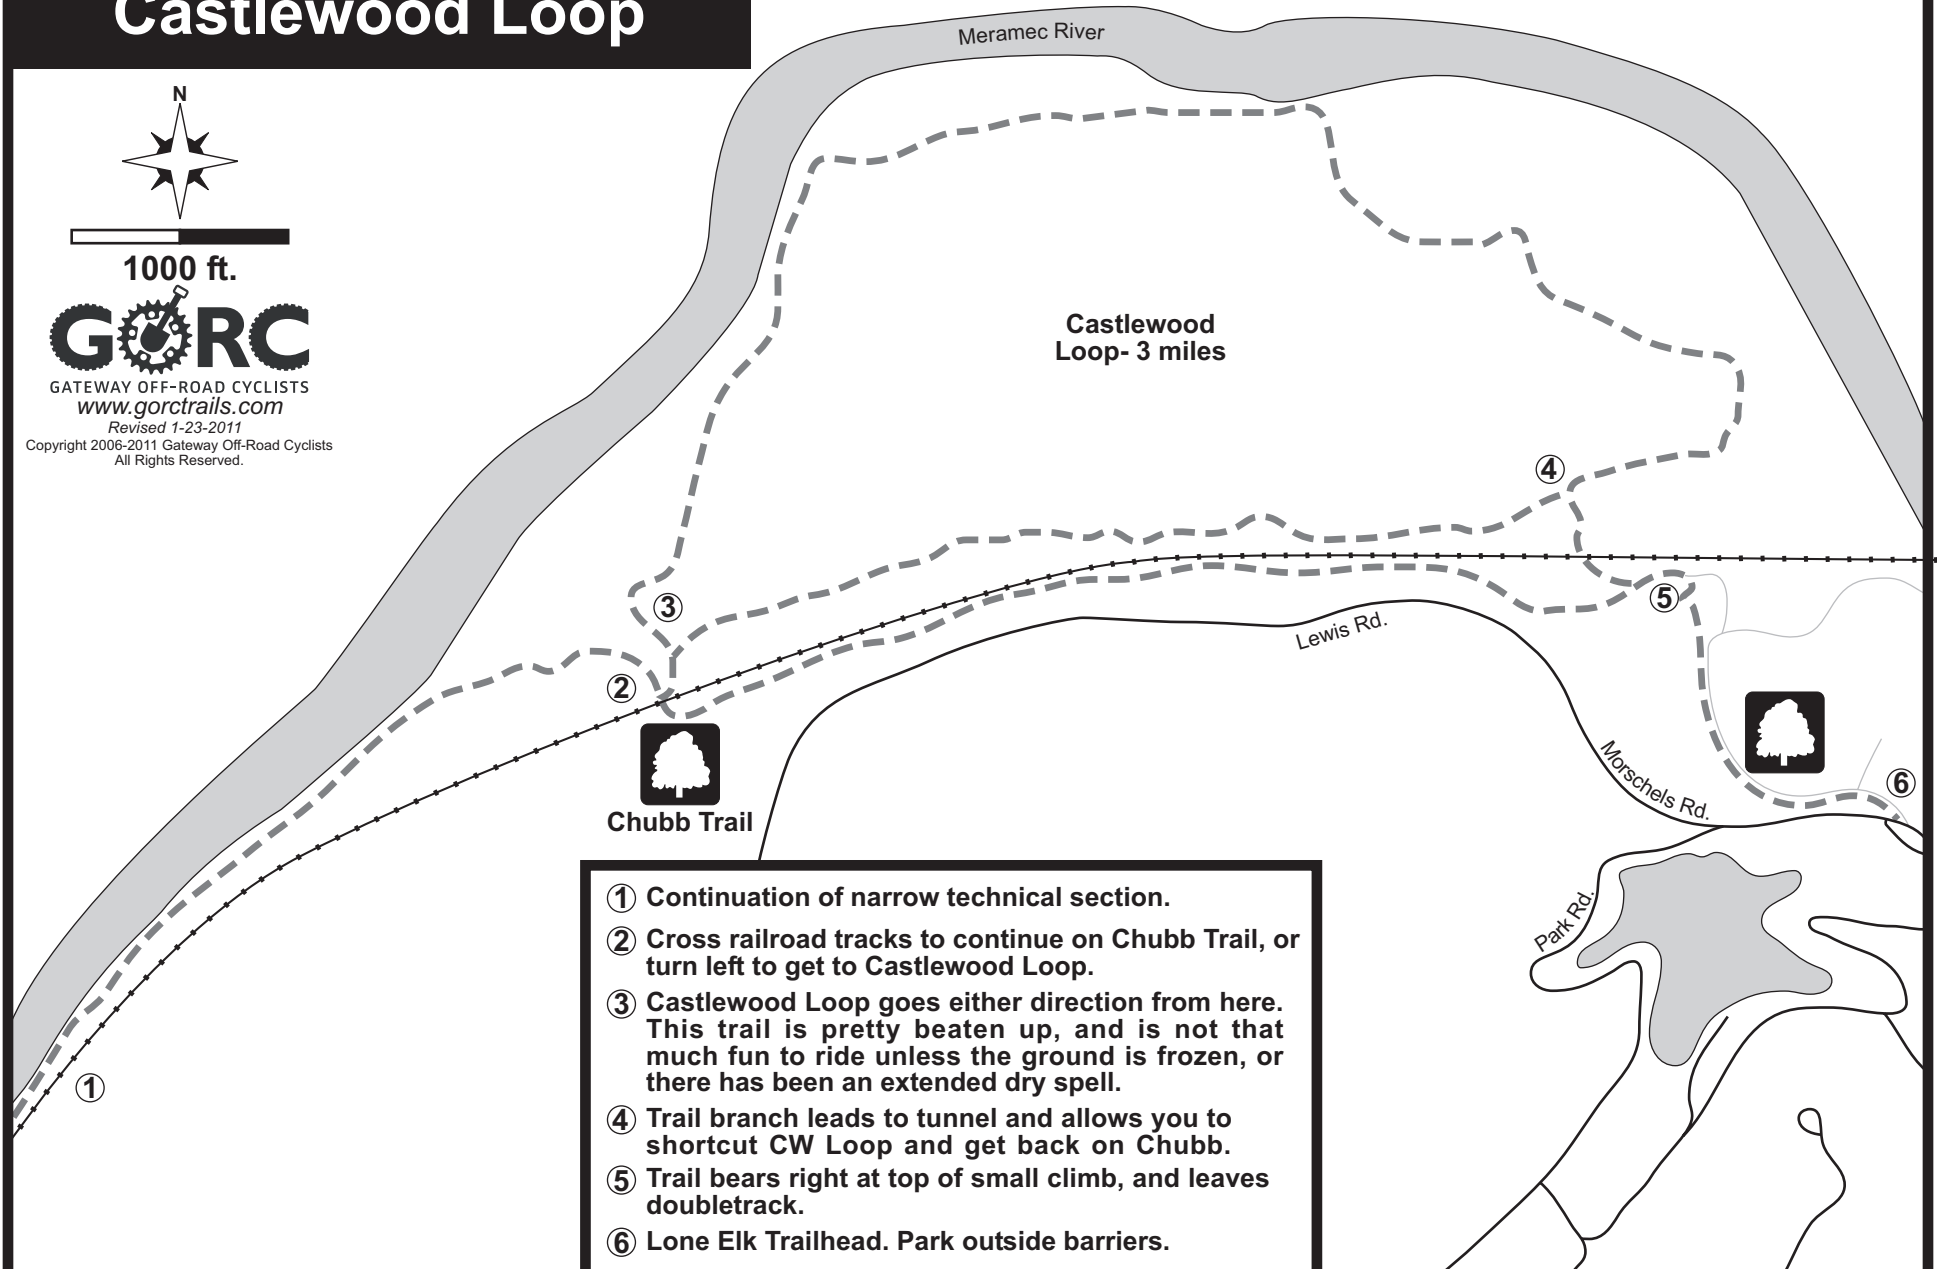 Castlewood Loop
Meramec River
N
1000 ft.
GORC
GATEWAY OFF-ROAD CYCLISTS
www.gorctrails.com
Revised 1-23-2011
Copyright 2006-2011 Gateway Off-Road Cyclists
All Rights Reserved.
Castlewood
Loop- 3 miles
4
3
5
Lewis Rd.
2
Chubb Trail
Morschels Rd.
6
Park Rd.
1
1 Continuation of narrow technical section.
2 Cross railroad tracks to continue on Chubb Trail, or
turn left to get to Castlewood Loop.
3 Castlewood Loop goes either direction from here.
This trail is pretty beaten up, and is not that
much fun to ride unless the ground is frozen, or
there has been an extended dry spell.
4 Trail branch leads to tunnel and allows you to
shortcut CW Loop and get back on Chubb.
5 Trail bears right at top of small climb, and leaves
doubletrack.
6 Lone Elk Trailhead. Park outside barriers.